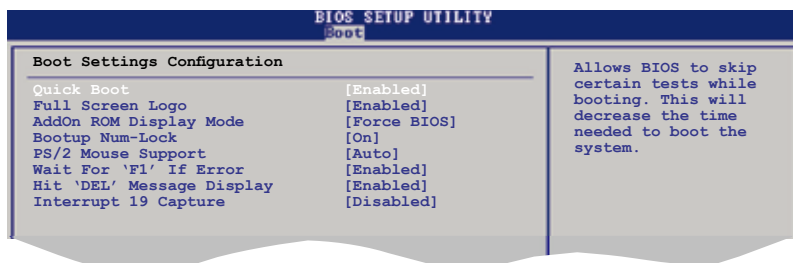 BIOS SETUP UTILITY
Boot
Boot Settings Configuration
Quick Boot [Enabled]
Full Screen Logo [Enabled]
AddOn ROM Display Mode [Force BIOS]
Bootup Num-Lock [On]
PS/2 Mouse Support [Auto]
Wait For ‘F1’ If Error [Enabled]
Hit ‘DEL’ Message Display [Enabled]
Interrupt 19 Capture [Disabled]
Allows BIOS to skip
certain tests while
booting. This will
decrease the time
needed to boot the
system.